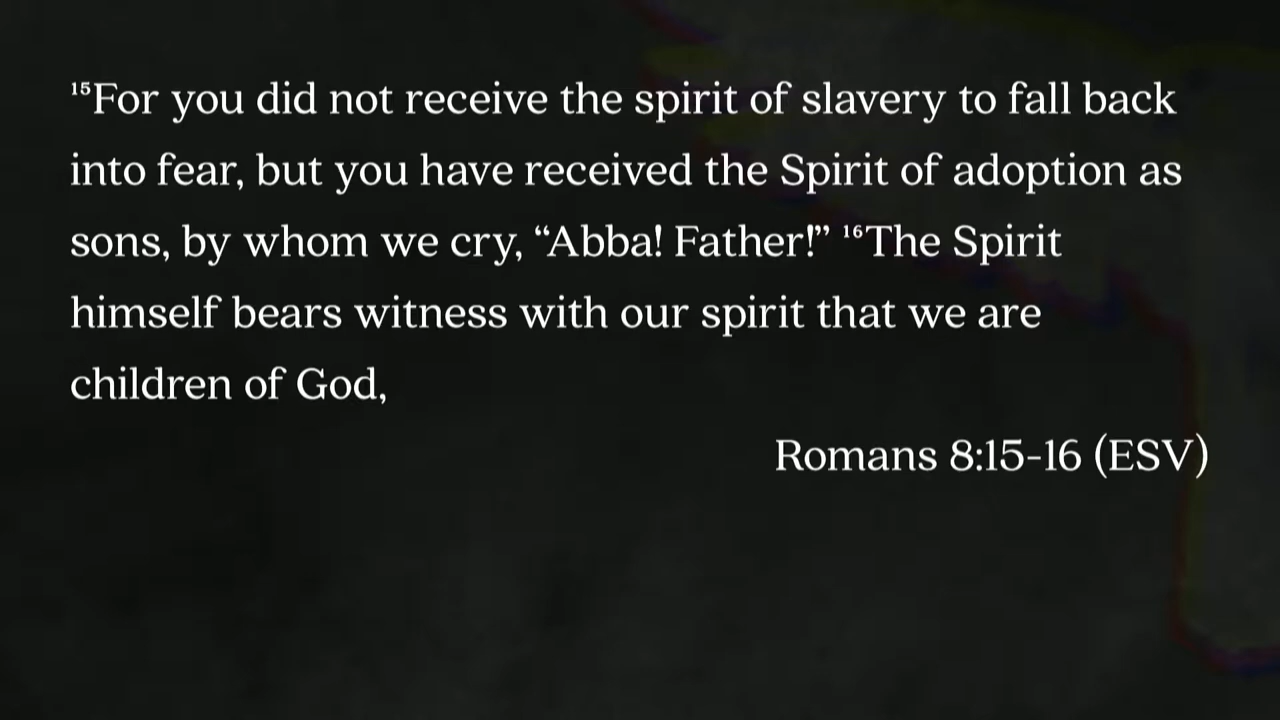 ¹⁵For you did not receive the spirit of slavery to fall back
into fear, but you have received the Spirit of adoption as
sons, by whom we cry, “Abba! Father!” ¹⁶The Spirit
himself bears witness with our spirit that we are
children of God,
Romans 8:15-16 (ESV)